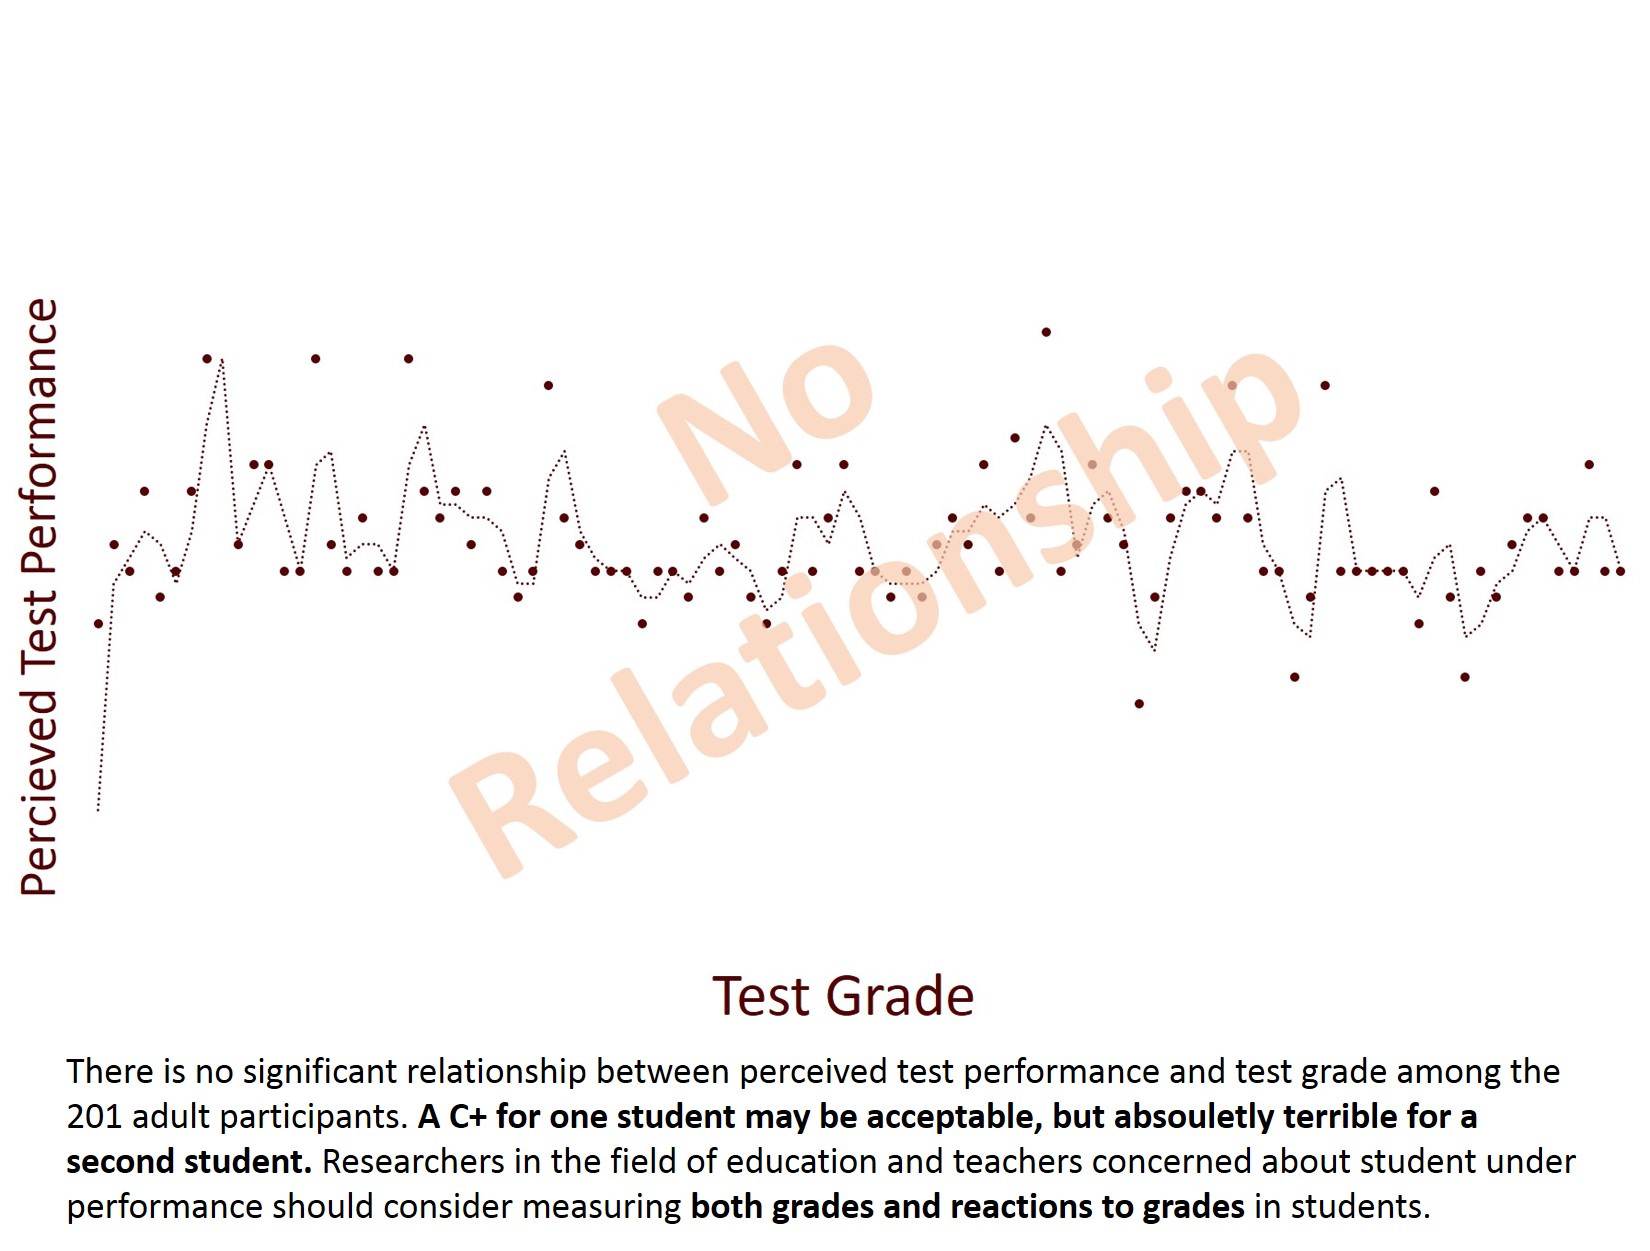 Percieved Test Performance
No
Relationship
Test Grade
There is no significant relationship between perceived test performance and test grade among the
201 adult participants. A C+ for one student may be acceptable, but absouletly terrible for a
second student. Researchers in the field of education and teachers concerned about student under
performance should consider measuring both grades and reactions to grades in students.